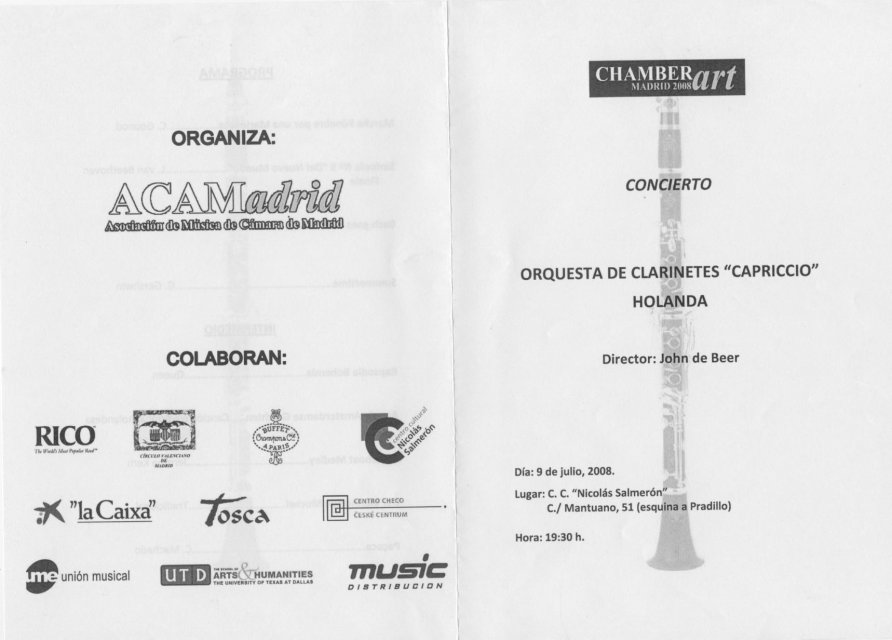 ORGANIZA:
ACAMadrid
Asociación de Música de Cámara de Madrid
COLABORAN:
RICO
The World's Most Popular Reed
CÍRCULO VALENCIANO
DE
MADRID
BUFFET
Crampon & Cie
A PARIS
centro cultural
Nicolás
Salmerón
"la Caixa"
Tosca
CENTRO CHECO
ČESKÉ CENTRUM
ume unión musical
UTD
THE SCHOOL OF
ARTS & HUMANITIES
THE UNIVERSITY OF TEXAS AT DALLAS
music
DISTRIBUCION
CHAMBER art
MADRID 2008
CONCIERTO
ORQUESTA DE CLARINETES “CAPRICCIO”
HOLANDA
Director: John de Beer
Día: 9 de julio, 2008.
Lugar: C. C. “Nicolás Salmerón”
C./ Mantuano, 51 (esquina a Pradillo)
Hora: 19:30 h.